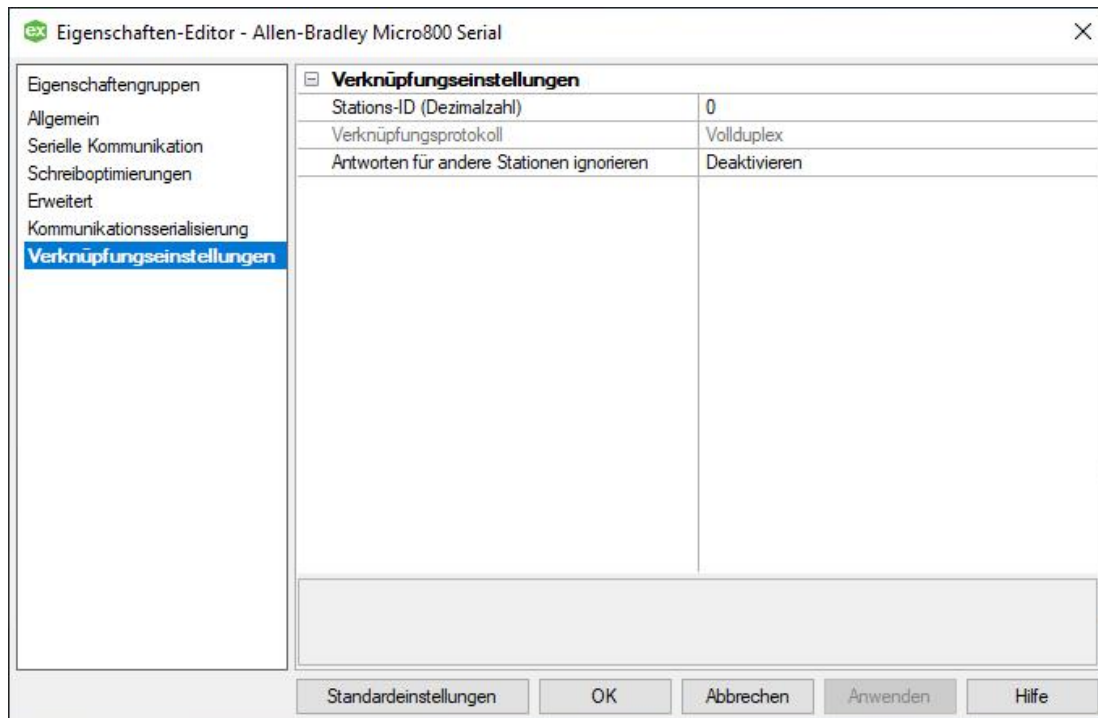 ex Eigenschaften-Editor - Allen-Bradley Micro800 Serial
Eigenschaftengruppen
Allgemein
Serielle Kommunikation
Schreiboptimierungen
Erweitert
Kommunikationsserialisierung
Verknüpfungseinstellungen
Verknüpfungseinstellungen
Stations-ID (Dezimalzahl) 0
Verknüpfungsprotokoll Vollduplex
Antworten für andere Stationen ignorieren Deaktivieren
Standardeinstellungen OK Abbrechen Anwenden Hilfe